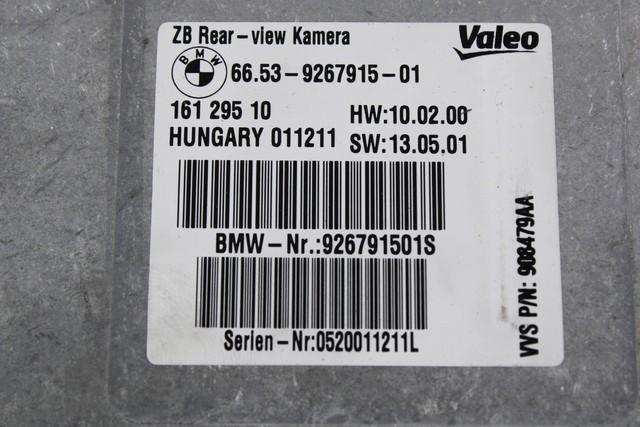 ZB Rear-view Kamera
Valeo
BMW
66.53-9267915-01
161 295 10
HW:10.02.00
HUNGARY 011211
SW:13.05.01
BMW-Nr.:926791501S
Serien-Nr:0520011211L
VVS P/N: 908479AA